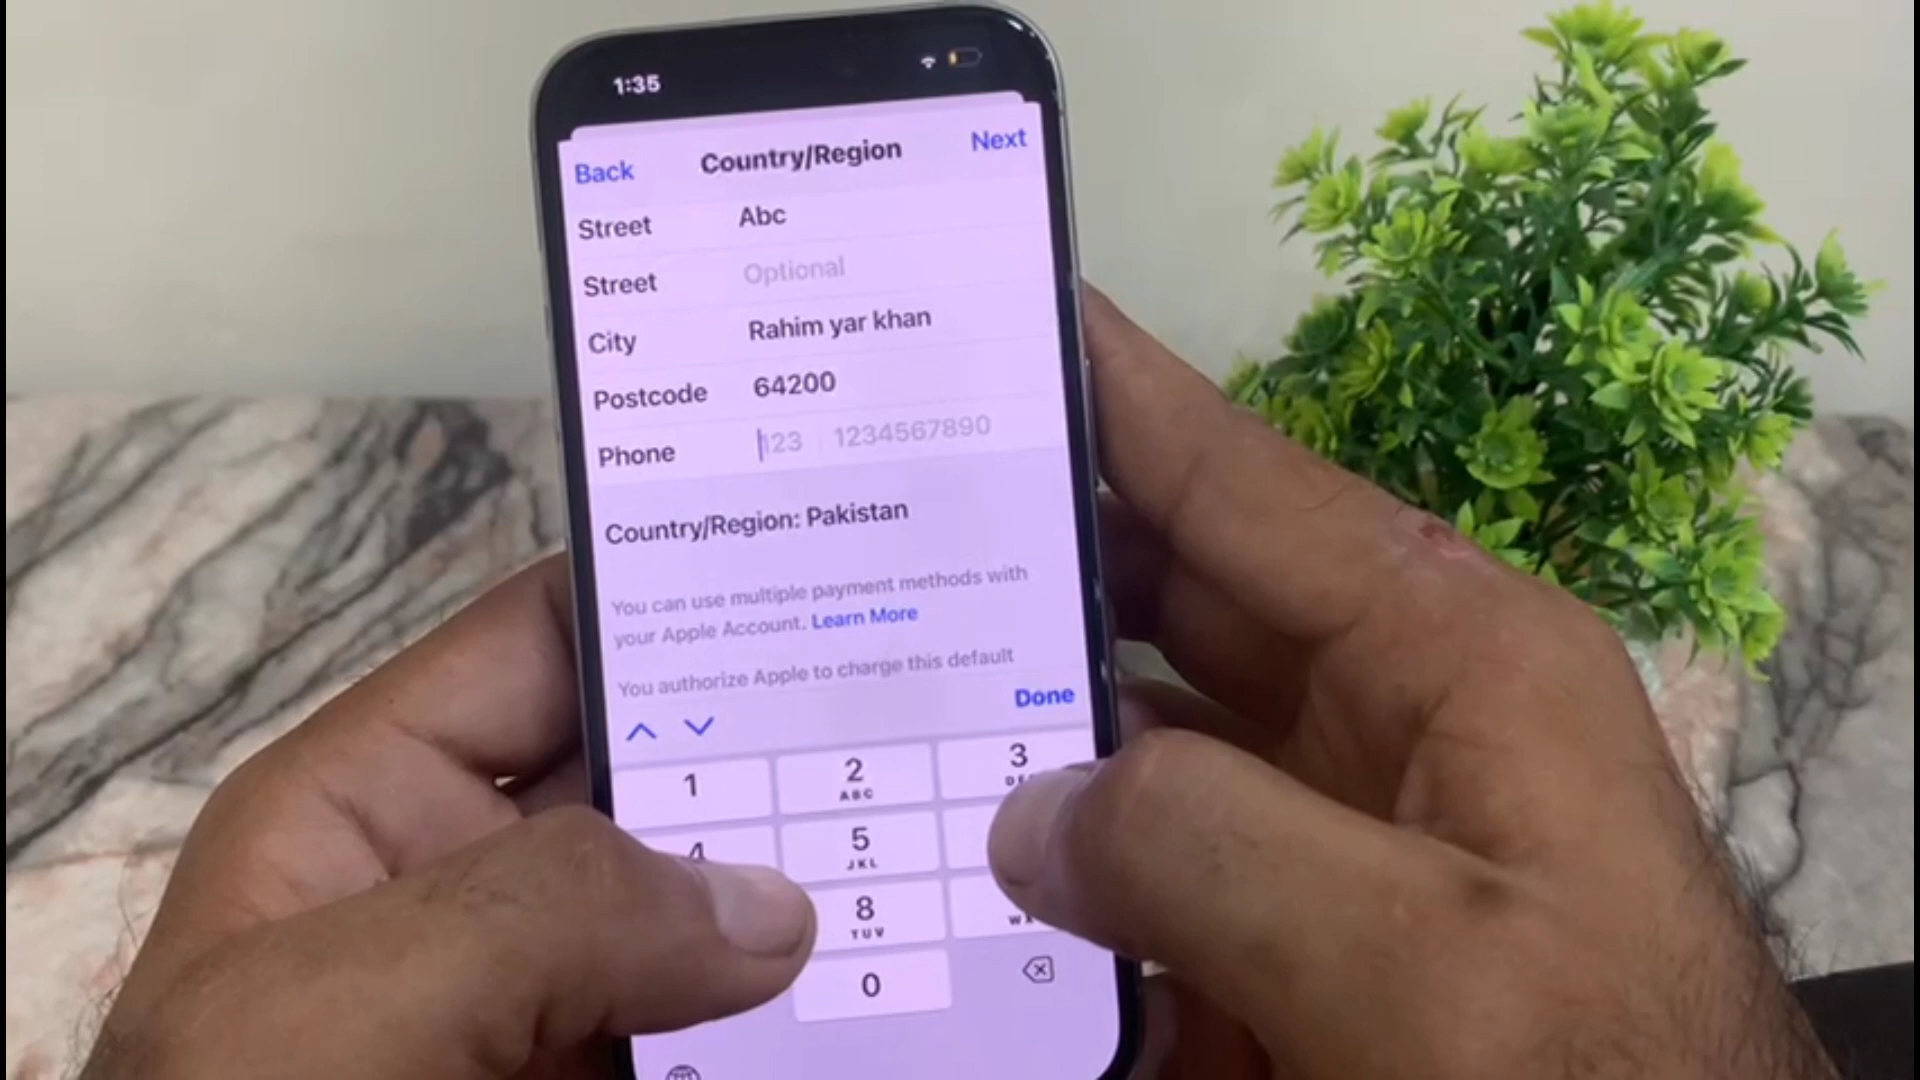 1:35
Back Country/Region Next
Street Abc
Street Optional
City Rahim yar khan
Postcode 64200
Phone 123 1234567890
Country/Region: Pakistan
You can use multiple payment methods with
your Apple Account. Learn More
You authorize Apple to charge this default
Done
1 2 3
ABC
4 5
JKL
8
TUV
0